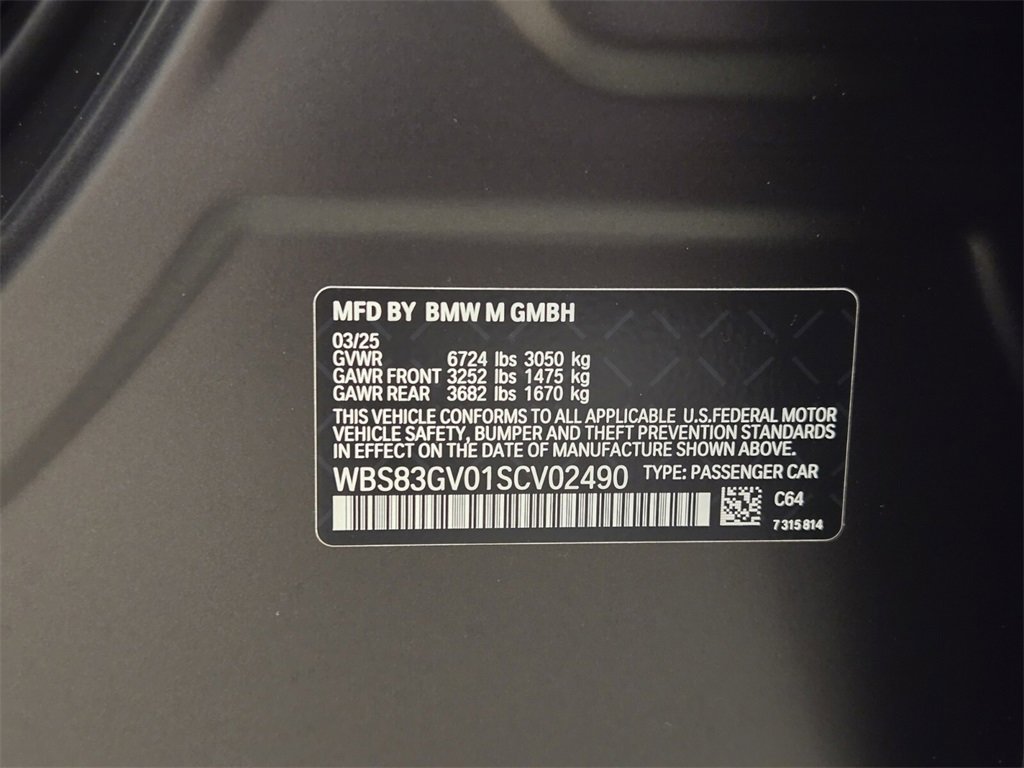 MFD BY BMW M GMBH
03/25
GVWR 6724 lbs 3050 kg
GAWR FRONT 3252 lbs 1475 kg
GAWR REAR 3682 lbs 1670 kg
THIS VEHICLE CONFORMS TO ALL APPLICABLE U.S.FEDERAL MOTOR
VEHICLE SAFETY, BUMPER AND THEFT PREVENTION STANDARDS
IN EFFECT ON THE DATE OF MANUFACTURE SHOWN ABOVE.
WBS83GV01SCV02490 TYPE: PASSENGER CAR
C64
7315814